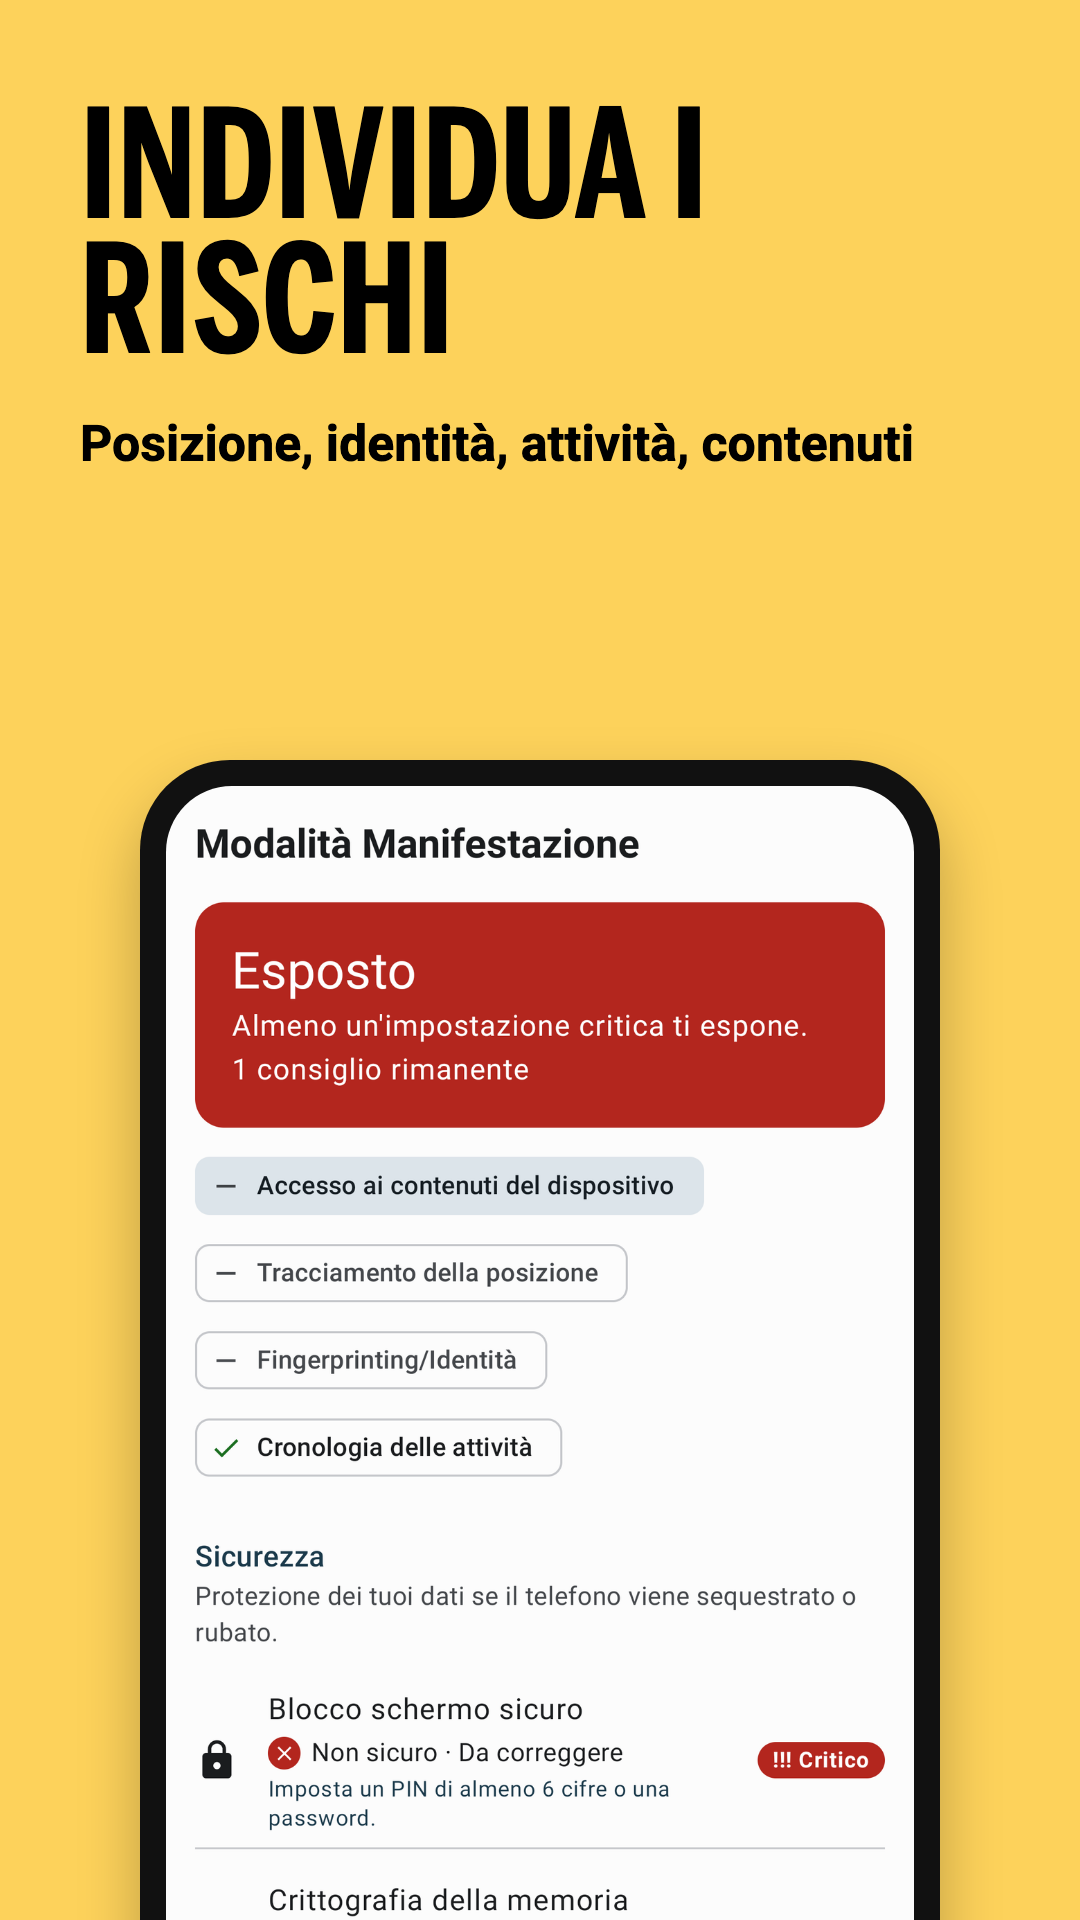 INDIVIDUA I
RISCHI
Posizione, identità, attività, contenuti
Modalità Manifestazione
Esposto
Almeno un'impostazione critica ti espone.
1 consiglio rimanente
Accesso ai contenuti del dispositivo
Tracciamento della posizione
Fingerprinting/Identità
Cronologia delle attività
Sicurezza
Protezione dei tuoi dati se il telefono viene sequestrato o
rubato.
Blocco schermo sicuro
Non sicuro · Da correggere
!!! Critico
Imposta un PIN di almeno 6 cifre o una
password.
Crittografia della memoria